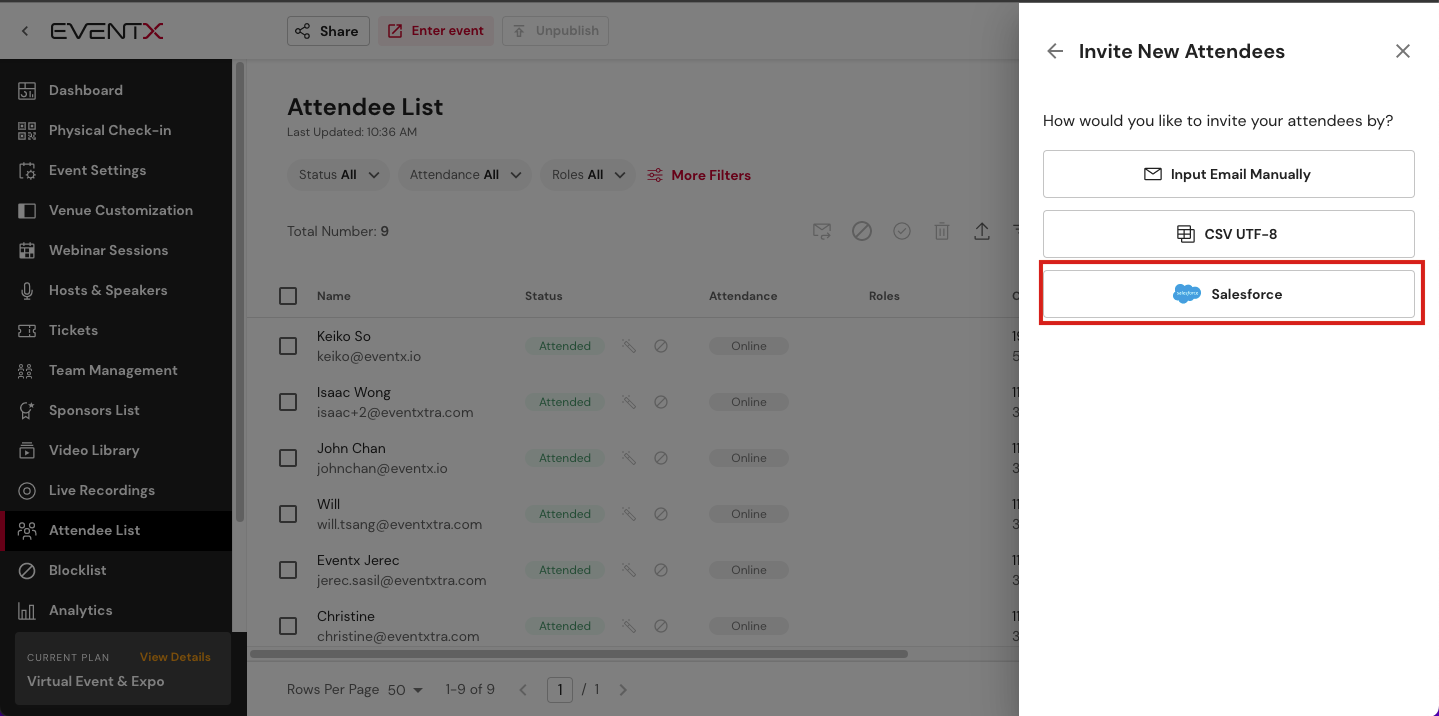 EVENTX
Share
Enter event
Unpublish
Dashboard
Physical Check-in
Event Settings
Venue Customization
Webinar Sessions
Hosts & Speakers
Tickets
Team Management
Sponsors List
Video Library
Live Recordings
Attendee List
Blocklist
Analytics
CURRENT PLAN View Details
Virtual Event & Expo
Attendee List
Last Updated: 10:36 AM
Status All Attendance All Roles All More Filters
Total Number: 9
Name Status Attendance Roles
Keiko So
keiko@eventx.io
Attended Online
Isaac Wong
isaac+2@eventxtra.com
Attended Online
John Chan
johnchan@eventx.io
Attended Online
Will
will.tsang@eventxtra.com
Attended Online
Eventx Jerec
jerec.sasil@eventxtra.com
Attended Online
Christine
christine@eventxtra.com
Attended Online
Rows Per Page 50 1-9 of 9 1 / 1
Invite New Attendees
How would you like to invite your attendees by?
Input Email Manually
CSV UTF-8
salesforce Salesforce